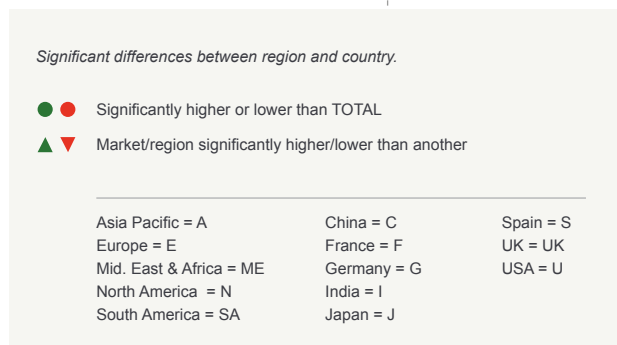 Significant differences between region and country.
Significantly higher or lower than TOTAL
Market/region significantly higher/lower than another
Asia Pacific = A
Europe = E
Mid. East & Africa = ME
North America  = N
South America = SA
China = C
France = F
Germany = G
India = I
Japan = J
Spain = S
UK = UK
USA = U